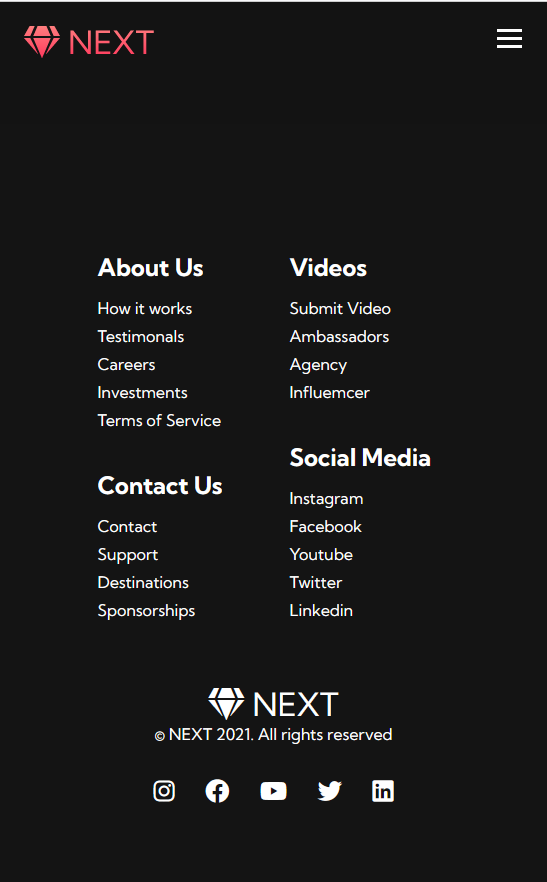 NEXT
About Us
How it works
Testimonals
Careers
Investments
Terms of Service
Contact Us
Contact
Support
Destinations
Sponsorships
Videos
Submit Video
Ambassadors
Agency
Influemcer
Social Media
Instagram
Facebook
Youtube
Twitter
Linkedin
NEXT
© NEXT 2021. All rights reserved